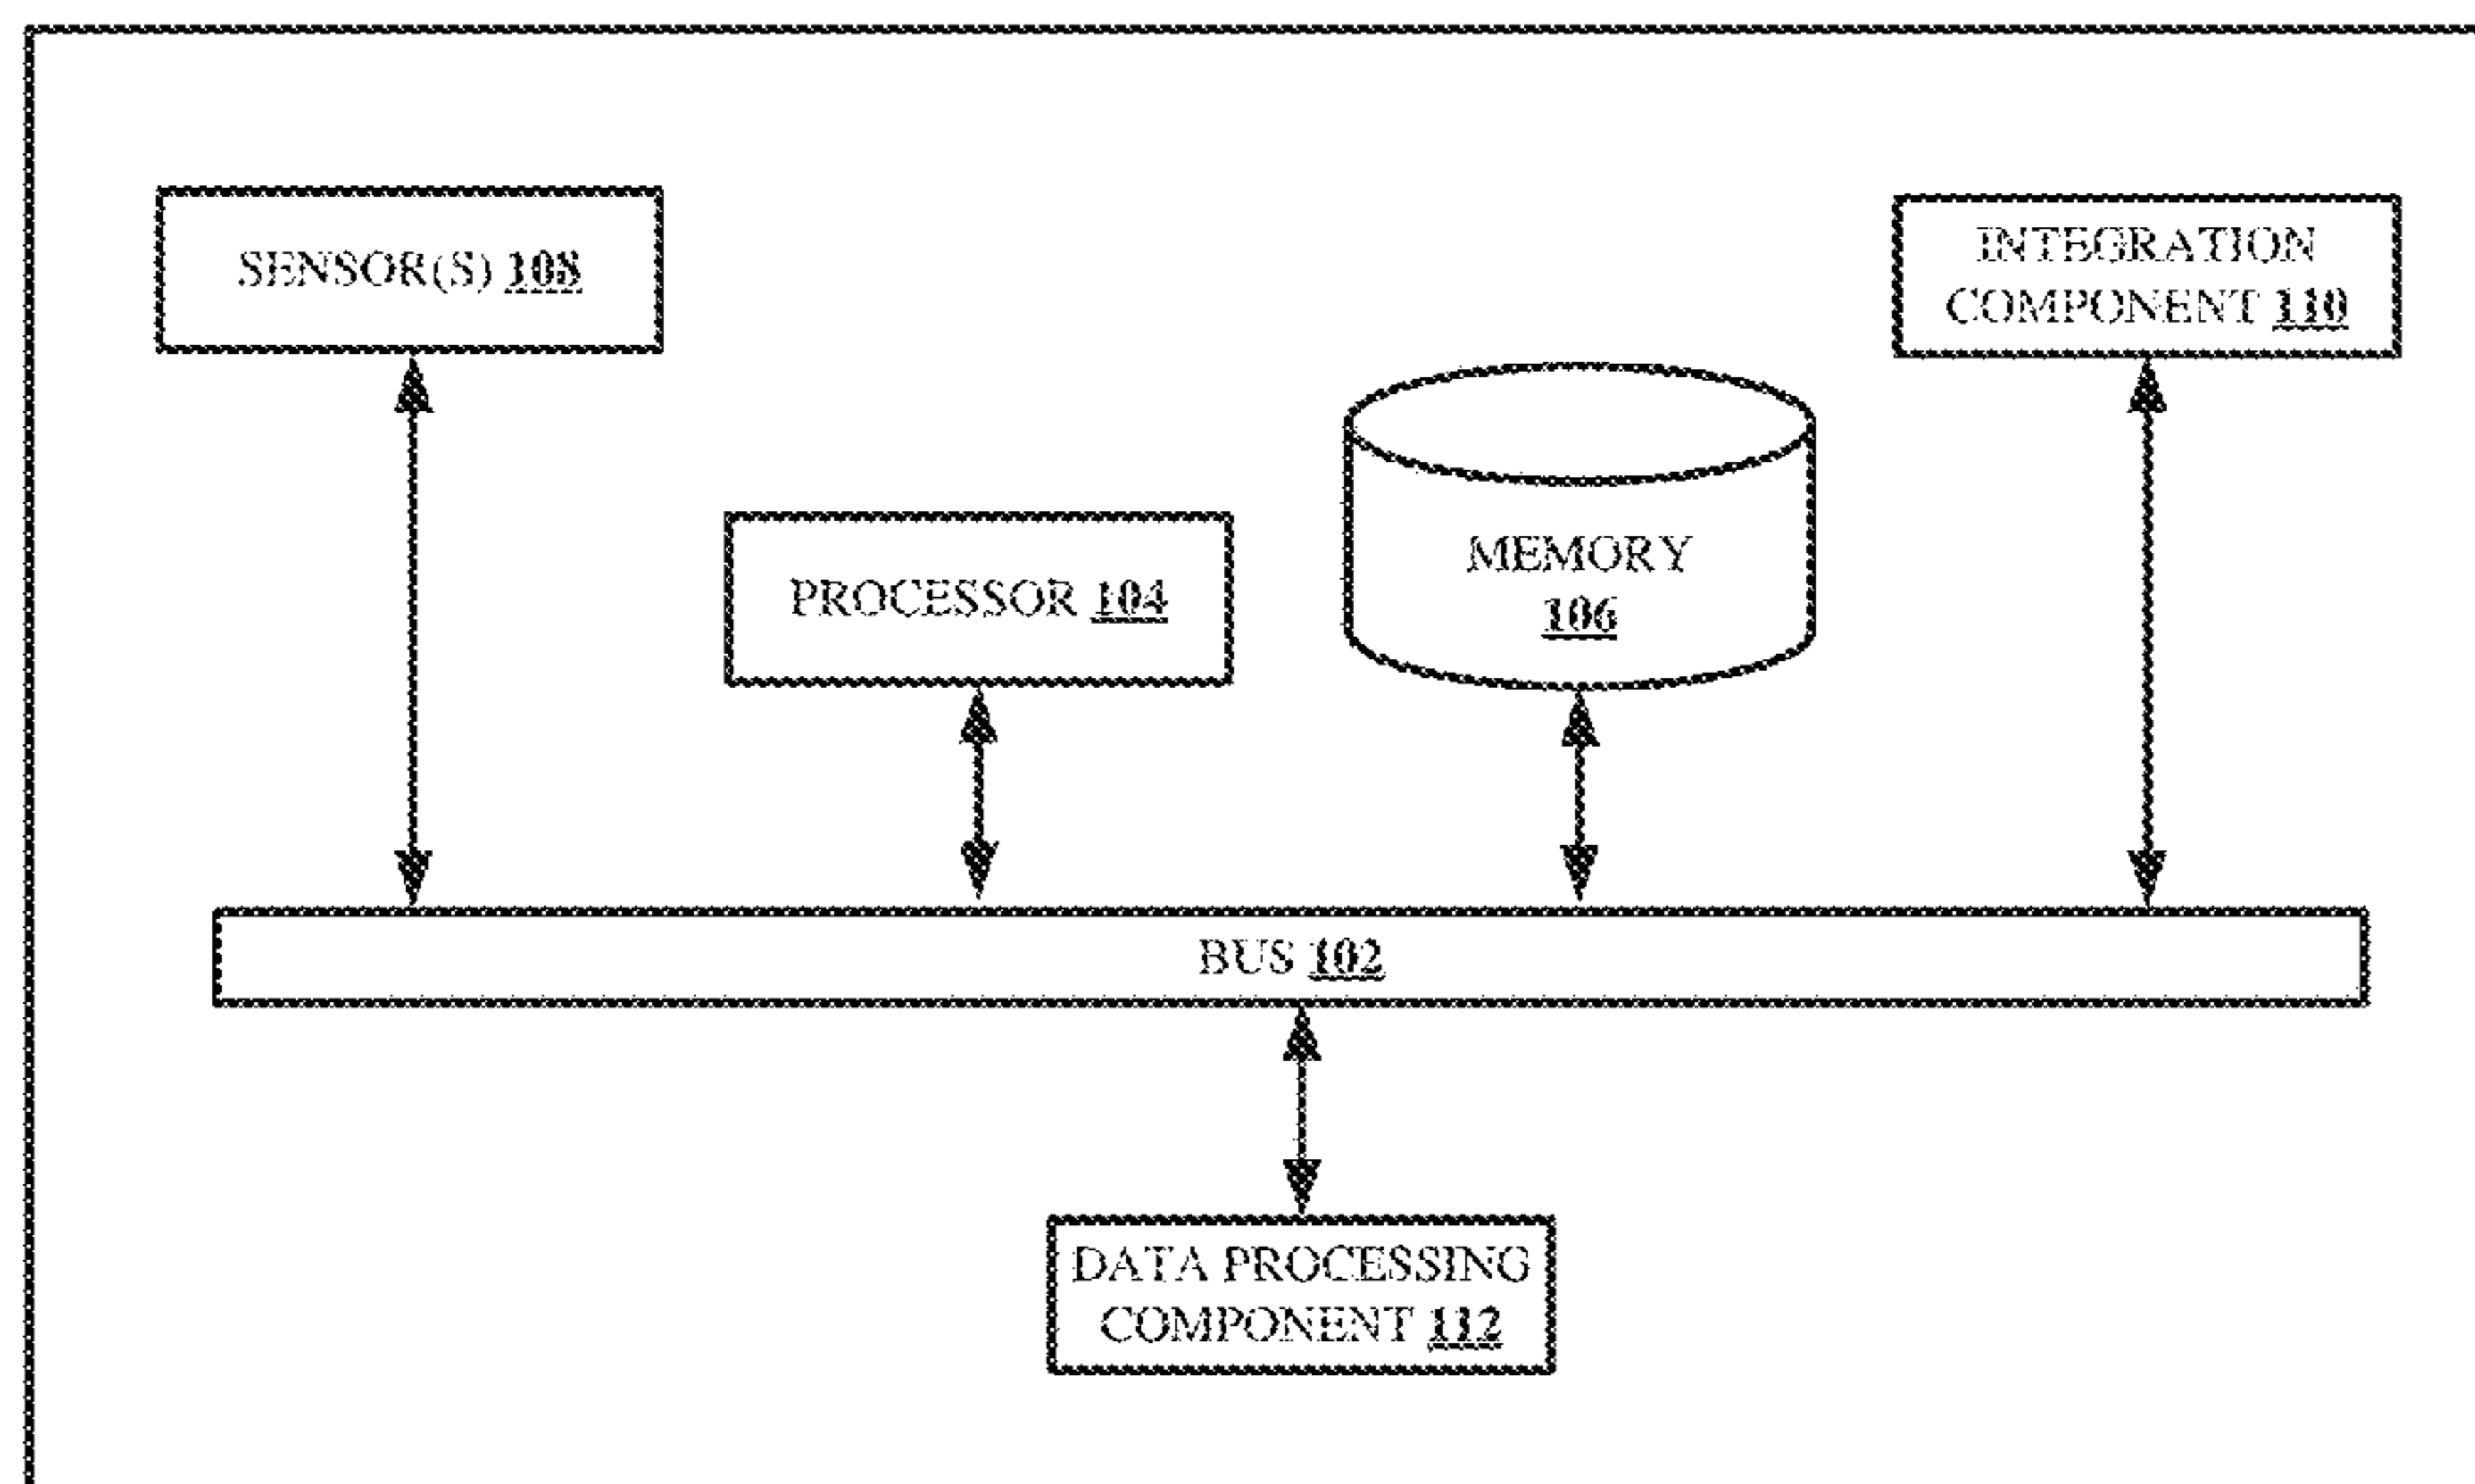 SENSOR(S) 108
INTEGRATION
COMPONENT 110
MEMORY
106
PROCESSOR 104
BUS 102
DATA PROCESSING
COMPONENT 112